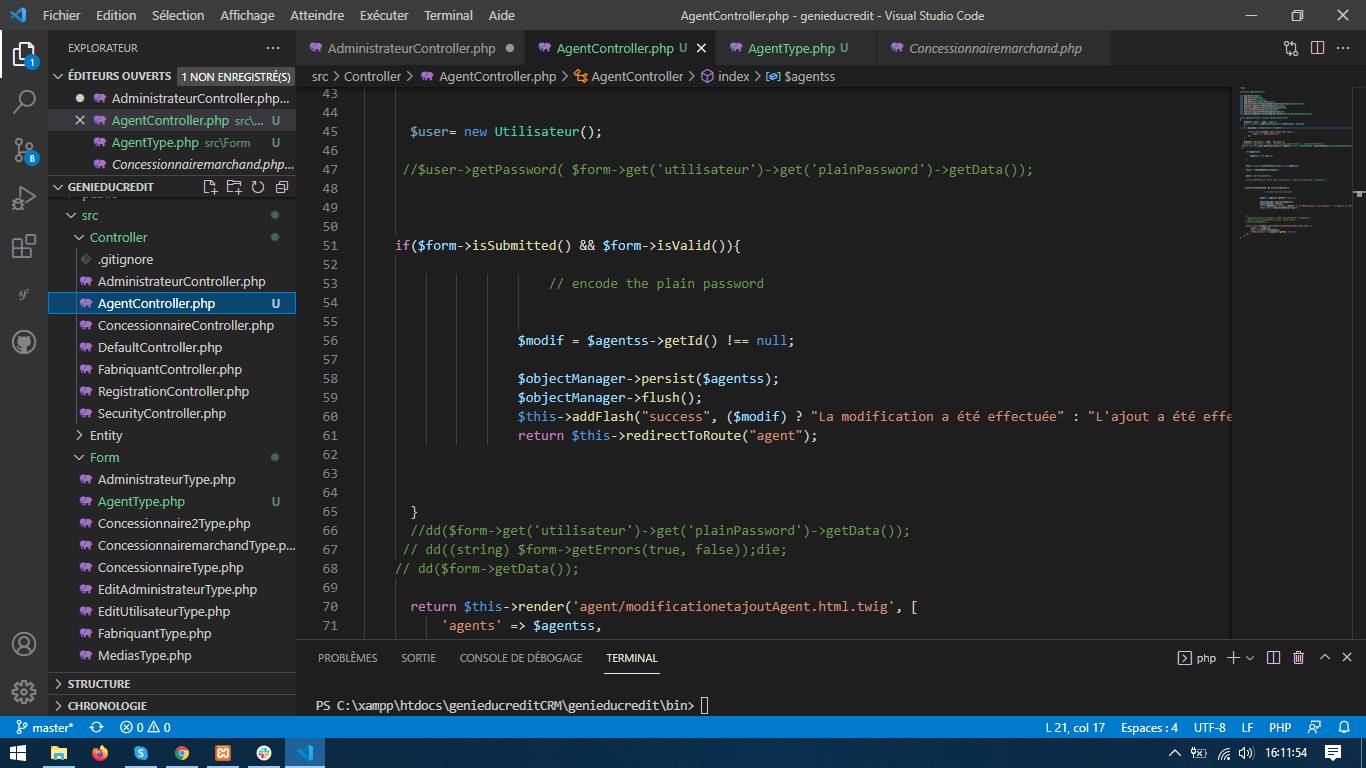 Fichier Edition Sélection Affichage Atteindre Exécuter Terminal Aide
AgentController.php - genieducredit - Visual Studio Code
EXPLORATEUR
ÉDITEURS OUVERTS 1 NON ENREGISTRÉ(S)
AdministrateurController.php...
AgentController.php src\... U
AgentType.php src\Form U
Concessionnairemarchand.php...
GENIEDUCREDIT
src
Controller
.gitignore
AdministrateurController.php
AgentController.php U
ConcessionnaireController.php
DefaultController.php
FabriquantController.php
RegistrationController.php
SecurityController.php
Entity
Form
AdministrateurType.php
AgentType.php U
Concessionnaire2Type.php
ConcessionnairemarchandType.p...
ConcessionnaireType.php
EditAdministrateurType.php
EditUtilisateurType.php
FabriquantType.php
MediasType.php
STRUCTURE
CHRONOLOGIE
1
8
AdministrateurController.php
AgentController.php U
AgentType.php U
Concessionnairemarchand.php
src > Controller > AgentController.php > AgentController > index > $agentss
43
44
45 $user= new Utilisateur();
46
47 //$user->getPassword( $form->get('utilisateur')->get('plainPassword')->getData());
48
49
50
51 if($form->isSubmitted() && $form->isValid()){
52
53 // encode the plain password
54
55
56 $modif = $agentss->getId() !== null;
57
58 $objectManager->persist($agentss);
59 $objectManager->flush();
60 $this->addFlash("success", ($modif) ? "La modification a été effectuée" : "L'ajout a été effe
61 return $this->redirectToRoute("agent");
62
63
64
65 }
66 //dd($form->get('utilisateur')->get('plainPassword')->getData());
67 // dd((string) $form->getErrors(true, false));die;
68 // dd($form->getData());
69
70 return $this->render('agent/modificationetajoutAgent.html.twig', [
71 'agents' => $agentss,
PROBLÈMES SORTIE CONSOLE DE DÉBOGAGE TERMINAL
php
PS C:\xampp\htdocs\genieducreditCRM\genieducredit\bin>
master* 0 0
L 21, col 17 Espaces : 4 UTF-8 LF PHP
16:11:54